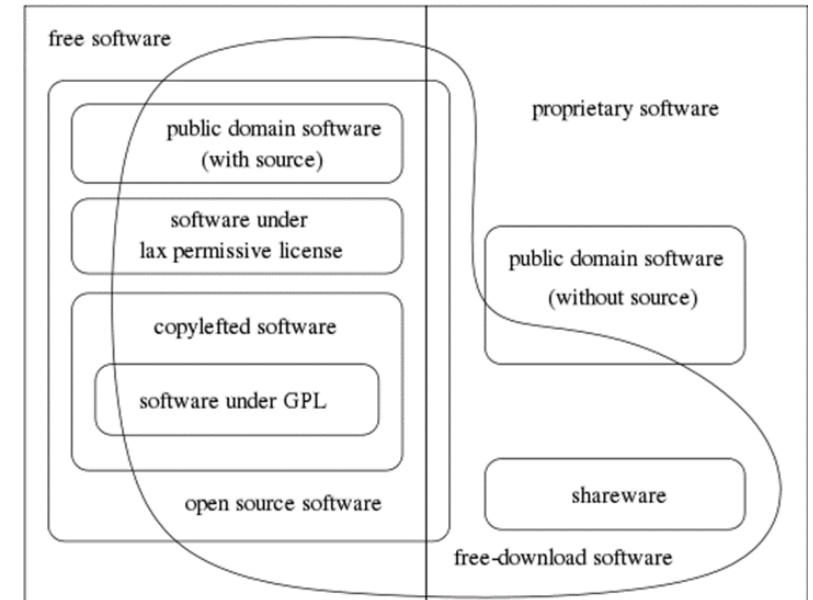 free software
public domain software
(with source)
software under
lax permissive license
copylefted software
software under GPL
open source software
proprietary software
public domain software
(without source)
shareware
free-download software